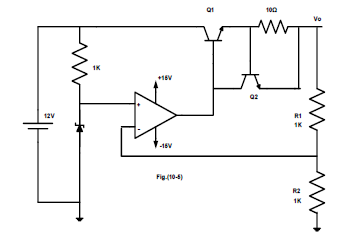 Q1
10Ω
Vo
1K
+15V
Q2
12V
+
-
R1
1K
-15V
Fig.(10-5)
R2
1K